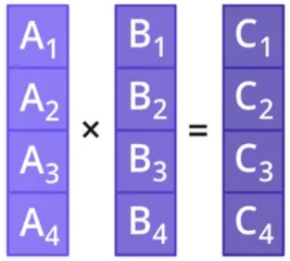 A₁ B₁ C₁
A₂ B₂ C₂
× =
A₃ B₃ C₃
A₄ B₄ C₄